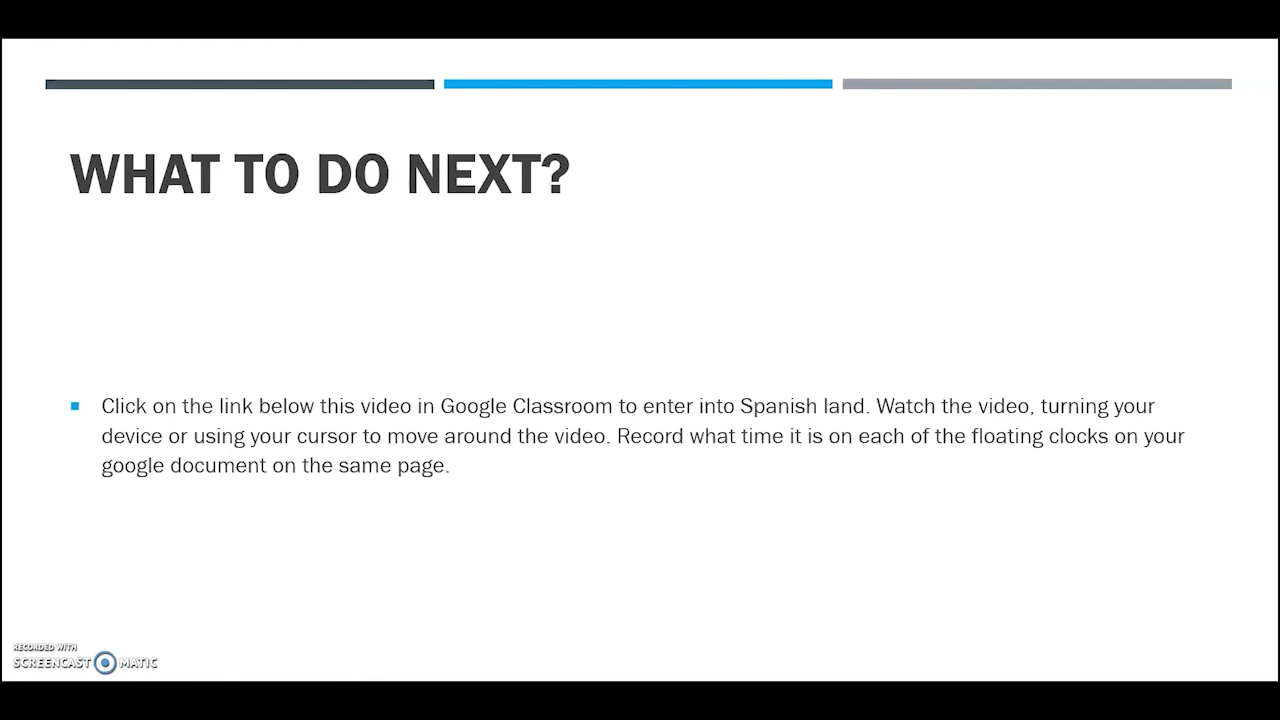 WHAT TO DO NEXT?
Click on the link below this video in Google Classroom to enter into Spanish land. Watch the video, turning your
device or using your cursor to move around the video. Record what time it is on each of the floating clocks on your
google document on the same page.
RECORDED WITH
SCREENCAST MATIC